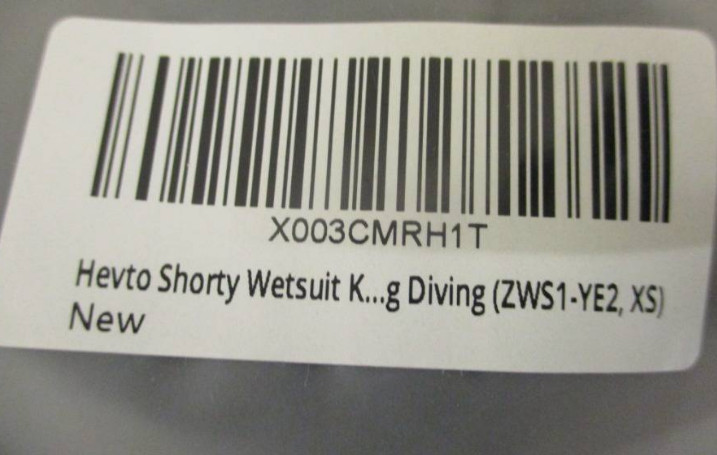 X003CMRH1T
Hevto Shorty Wetsuit K...g Diving (ZWS1-YE2, XS)
New